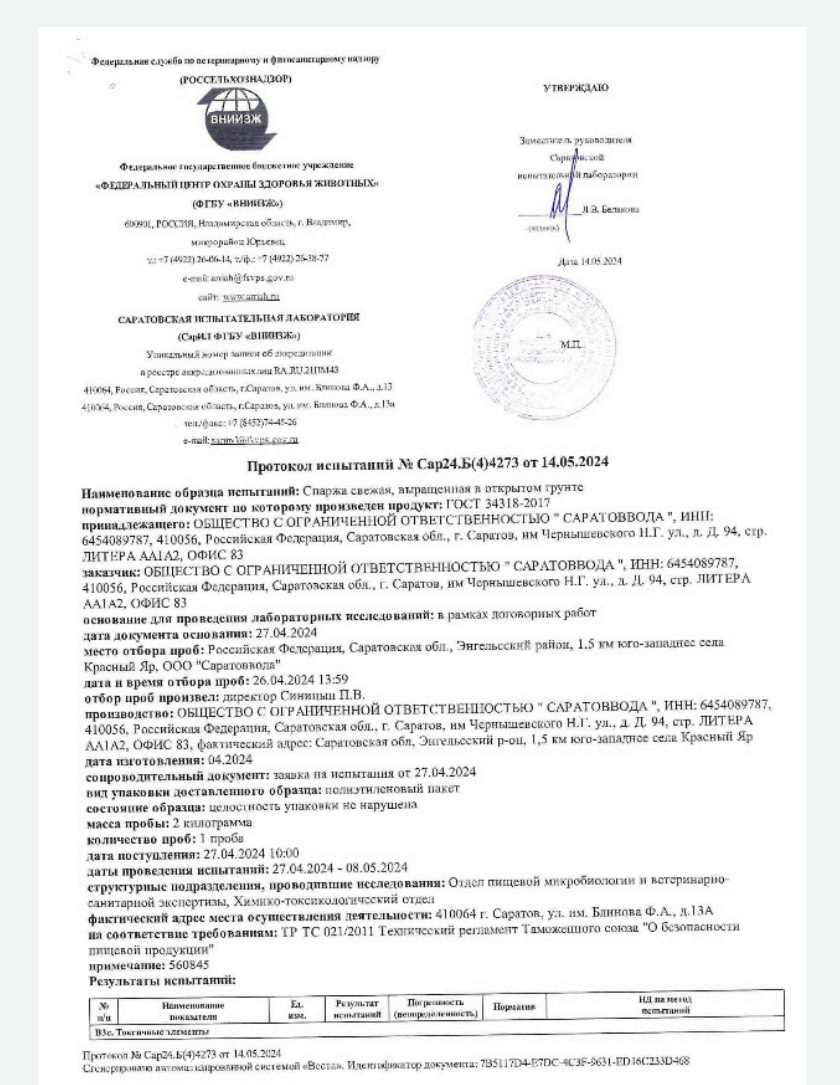 Федеральная служба по ветеринарному и фитосанитарному надзору
(РОССЕЛЬХОЗНАДЗОР)
ВНИИЗЖ
Федеральное государственное бюджетное учреждение
«ФЕДЕРАЛЬНЫЙ ЦЕНТР ОХРАНЫ ЗДОРОВЬЯ ЖИВОТНЫХ»
(ФГБУ «ВНИИЗЖ»)
600901, РОССИЯ, Владимирская область, г. Владимир,
микрорайон Юрьевец
т.: +7 (4922) 26-06-14, т/ф.: +7 (4922) 26-38-77
e-mail: arriah@fsvps.gov.ru
сайт: www.arriah.ru
САРАТОВСКАЯ ИСПЫТАТЕЛЬНАЯ ЛАБОРАТОРИЯ
(СарИЛ ФГБУ «ВНИИЗЖ»)
Уникальный номер записи об аккредитации
в реестре аккредитованных лиц RA.RU.21ПМ43
410064, Россия, Саратовская область, г.Саратов, ул. им. Блинова Ф.А., д.13
410064, Россия, Саратовская область, г.Саратов, ул. им. Блинова Ф.А., д.13а
тел./факс: +7 (8452)74-45-26
e-mail:
УТВЕРЖДАЮ
Заместитель руководителя
Саратовской
испытательной лаборатории
Л.В. Белакова
(подпись)
Дата 14.05.2024
М.П.
Протокол испытаний № Сар24.Б(4)4273 от 14.05.2024
Наименование образца испытаний: Спаржа свежая, выращенная в открытом грунте
нормативный документ по которому произведен продукт: ГОСТ 34318-2017
принадлежащего: ОБЩЕСТВО С ОГРАНИЧЕННОЙ ОТВЕТСТВЕННОСТЬЮ " САРАТОВВОДА ", ИНН:
6454089787, 410056, Российская Федерация, Саратовская обл., г. Саратов, им Чернышевского Н.Г. ул., д. Д. 94, стр.
ЛИТЕРА АА1А2, ОФИС 83
заказчик: ОБЩЕСТВО С ОГРАНИЧЕННОЙ ОТВЕТСТВЕННОСТЬЮ " САРАТОВВОДА ", ИНН: 6454089787,
410056, Российская Федерация, Саратовская обл., г. Саратов, им Чернышевского Н.Г. ул., д. Д. 94, стр. ЛИТЕРА
АА1А2, ОФИС 83
основание для проведения лабораторных исследований: в рамках договорных работ
дата документа основания: 27.04.2024
место отбора проб: Российская Федерация, Саратовская обл., Энгельсский район, 1.5 км юго-западнее села
Красный Яр, ООО "Саратоввода"
дата и время отбора проб: 26.04.2024 13:59
отбор проб произвел: директор Синицын П.В.
производство: ОБЩЕСТВО С ОГРАНИЧЕННОЙ ОТВЕТСТВЕННОСТЬЮ " САРАТОВВОДА ", ИНН: 6454089787,
410056, Российская Федерация, Саратовская обл., г. Саратов, им Чернышевского Н.Г. ул., д. Д. 94, стр. ЛИТЕРА
АА1А2, ОФИС 83, фактический адрес: Саратовская обл, Энгельсский р-он, 1,5 км юго-западнее села Красный Яр
дата изготовления: 04.2024
сопроводительный документ: заявка на испытания от 27.04.2024
вид упаковки доставленного образца: полиэтиленовый пакет
состояние образца: целостность упаковки не нарушена
масса пробы: 2 килограмма
количество проб: 1 проба
дата поступления: 27.04.2024 10:00
даты проведения испытаний: 27.04.2024 - 08.05.2024
структурные подразделения, проводившие исследования: Отдел пищевой микробиологии и ветеринарно-
санитарной экспертизы, Химико-токсикологический отдел
фактический адрес места осуществления деятельности: 410064 г. Саратов, ул. им. Блинова Ф.А., д.13А
на соответствие требованиям: ТР ТС 021/2011 Технический регламент Таможенного союза "О безопасности
пищевой продукции"
примечание: 560845
Результаты испытаний:
№ п/п Наименование показателя Ед. изм. Результат испытаний Погрешность (неопределенность) Норматив НД на метод испытаний
В3с. Токсичные элементы
Протокол № Сар24.Б(4)4273 от 14.05.2024
Сгенерировано автоматизированной системой «Веста». Идентификатор документа: 7B5117D4-E7DC-4C3F-9631-ED16C233D468